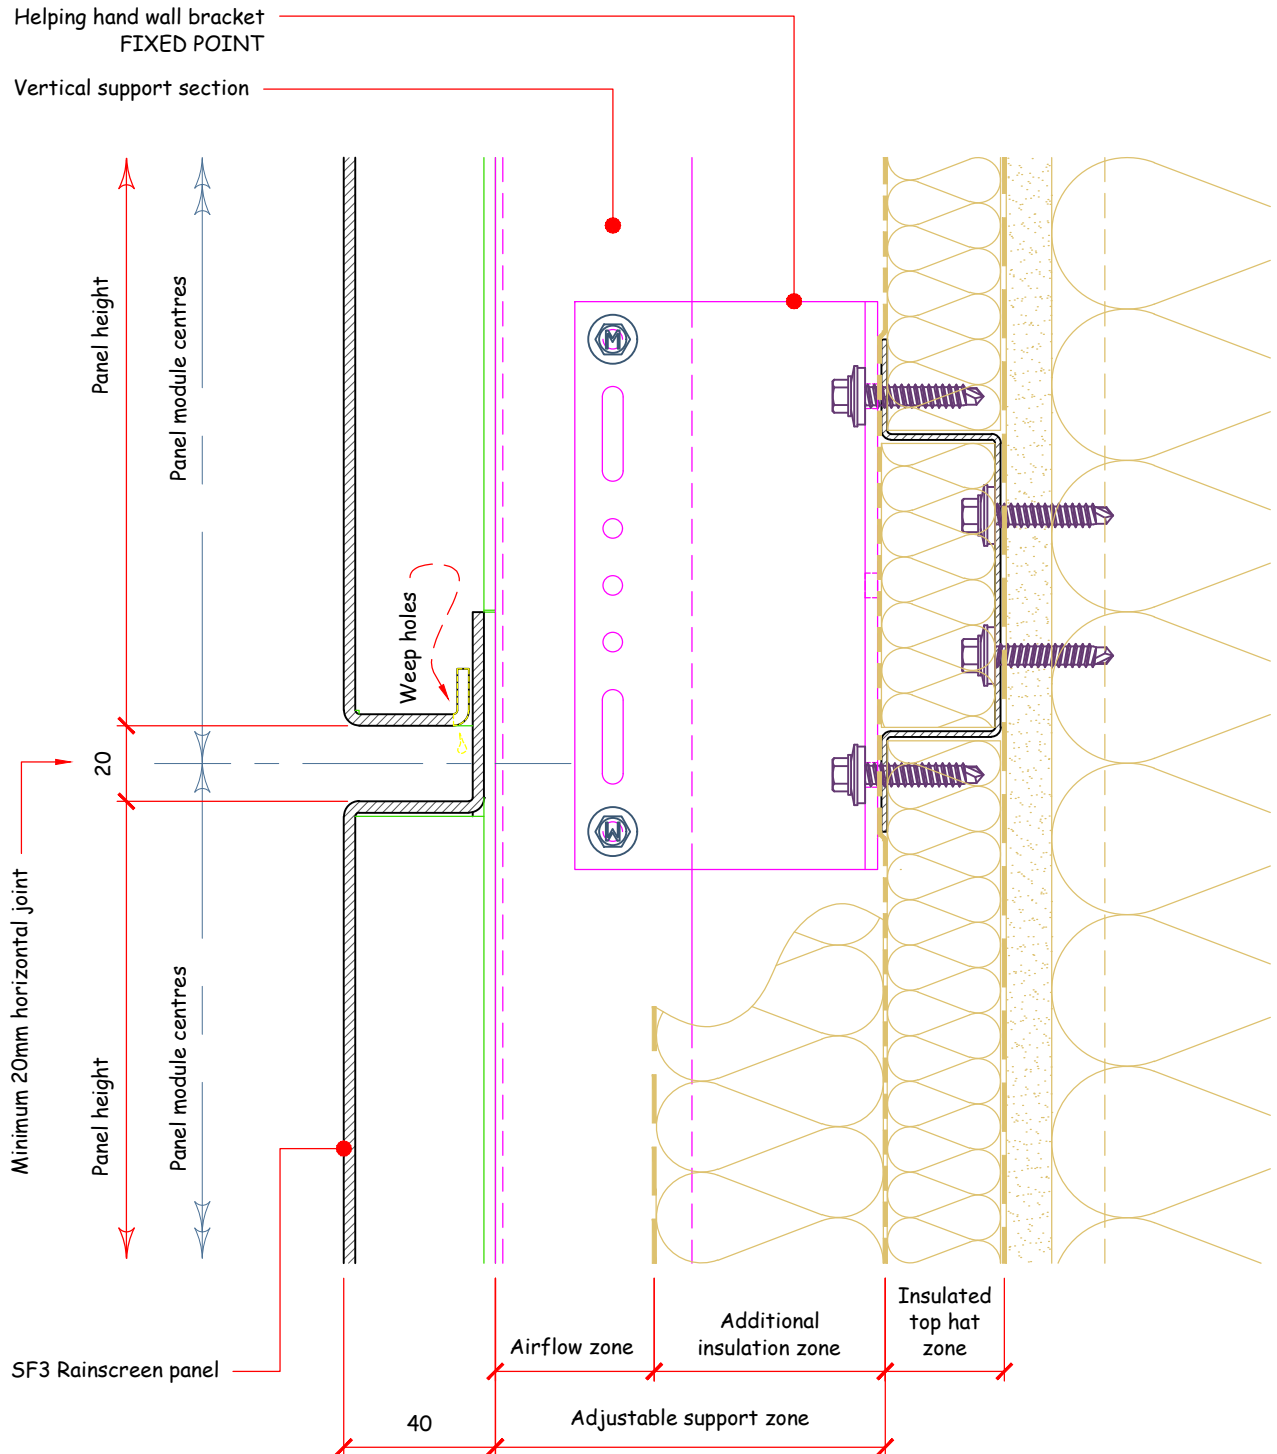 Helping hand wall bracket
FIXED POINT
Vertical support section
Panel height
Panel module centres
Weep holes
M
20
Minimum 20mm horizontal joint
M
Panel height
Panel module centres
SF3 Rainscreen panel
Airflow zone
Additional
insulation zone
Insulated
top hat
zone
40
Adjustable support zone